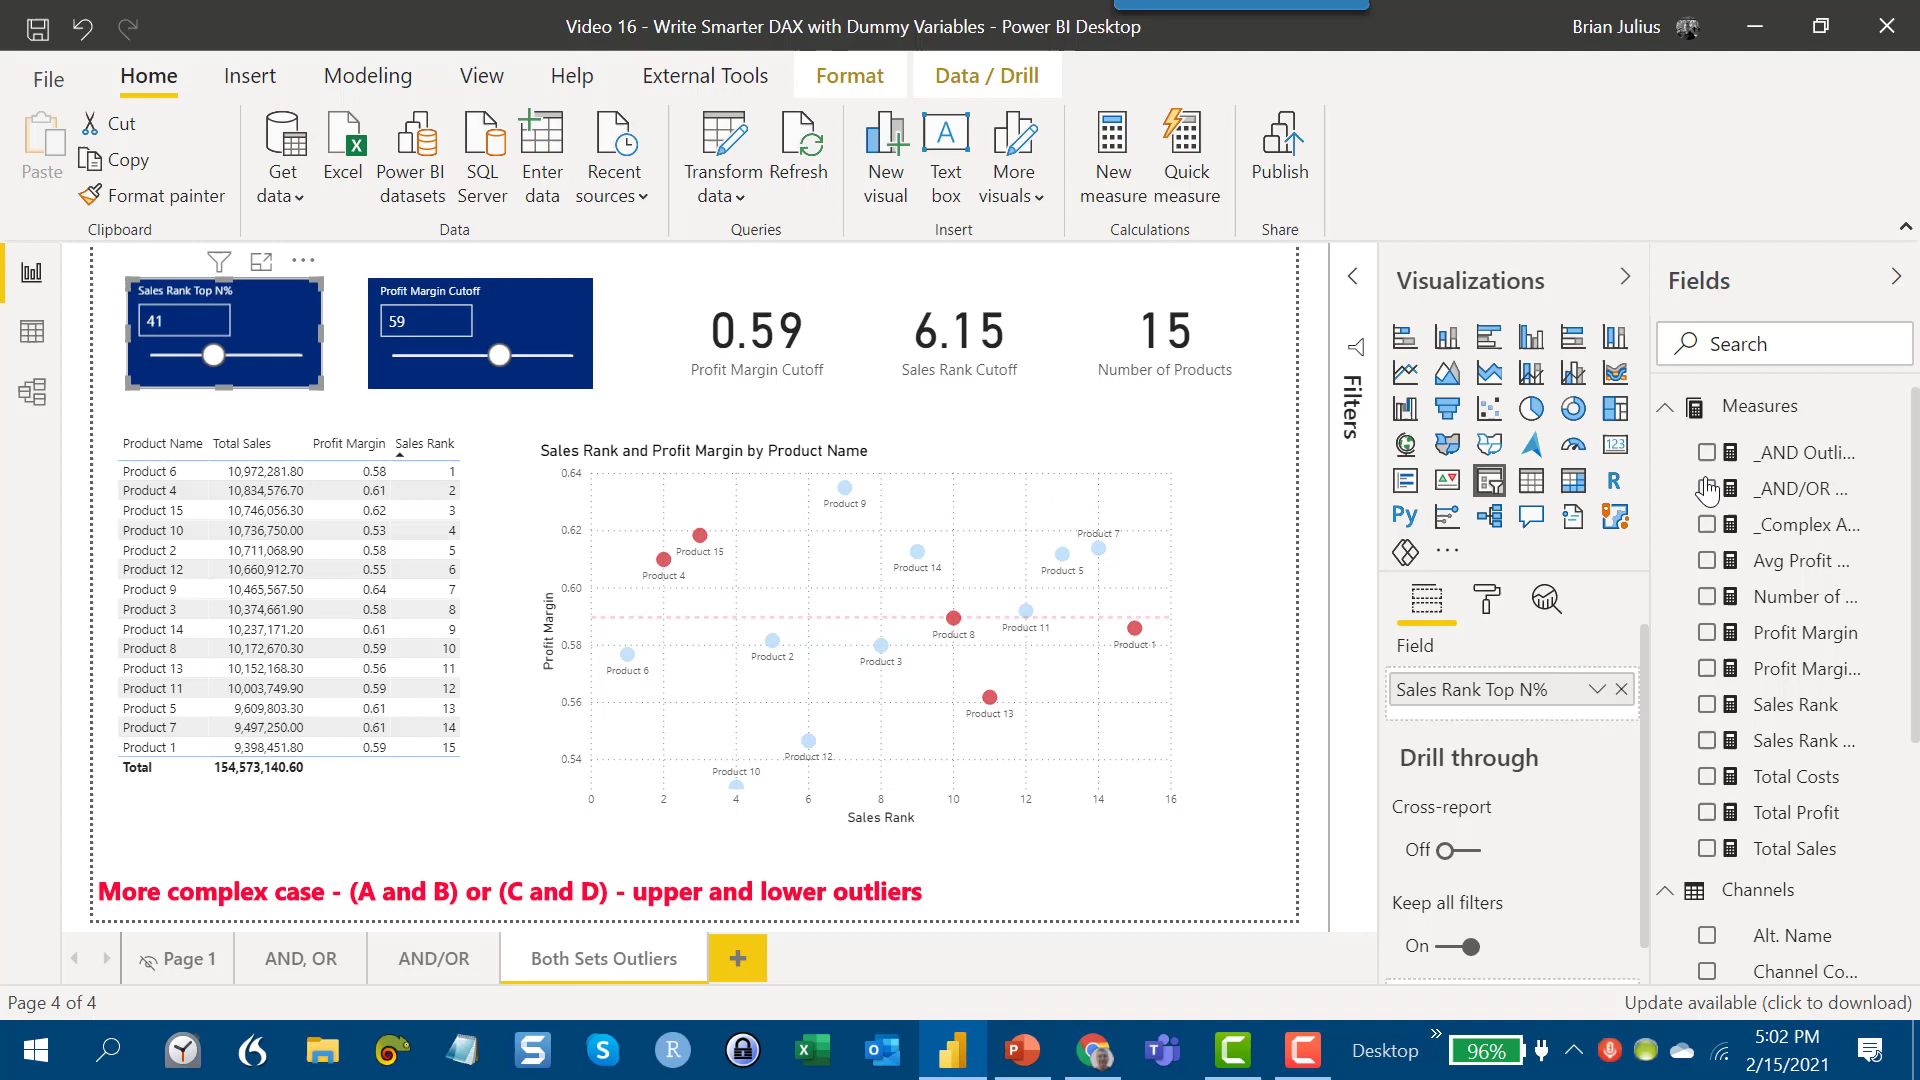 Video 16 - Write Smarter DAX with Dummy Variables - Power BI Desktop
Brian Julius
File
Home
Insert
Modeling
View
Help
External Tools
Format
Data / Drill
Paste
Cut
Copy
Format painter
Clipboard
Get data
Excel
Power BI datasets
SQL Server
Enter data
Recent sources
Data
Transform data
Refresh
Queries
New visual
Text box
More visuals
Insert
New measure
Quick measure
Calculations
Publish
Share
Sales Rank Top N%
41
Profit Margin Cutoff
59
0.59
Profit Margin Cutoff
6.15
Sales Rank Cutoff
15
Number of Products
Product Name Total Sales Profit Margin Sales Rank
Product 6 10,972,281.80 0.58 1
Product 4 10,834,576.70 0.61 2
Product 15 10,746,056.30 0.62 3
Product 10 10,736,750.00 0.53 4
Product 2 10,711,068.90 0.58 5
Product 12 10,660,912.70 0.55 6
Product 9 10,465,567.50 0.64 7
Product 3 10,374,661.90 0.58 8
Product 14 10,237,171.20 0.61 9
Product 8 10,172,670.30 0.59 10
Product 13 10,152,168.30 0.56 11
Product 11 10,003,749.90 0.59 12
Product 5 9,609,803.30 0.61 13
Product 7 9,497,250.00 0.61 14
Product 1 9,398,451.80 0.59 15
Total 154,573,140.60
Sales Rank and Profit Margin by Product Name
Profit Margin
0.64
0.62
0.60
0.58
0.56
0.54
Product 9
Product 15
Product 4
Product 14
Product 7
Product 5
Product 8
Product 11
Product 1
Product 2
Product 3
Product 6
Product 13
Product 12
Product 10
0 2 4 6 8 10 12 14 16
Sales Rank
More complex case - (A and B) or (C and D) - upper and lower outliers
Filters
Visualizations
R
Py
Field
Sales Rank Top N%
Drill through
Cross-report
Off
Keep all filters
On
Fields
Search
Measures
_AND Outli...
_AND/OR ...
_Complex A...
Avg Profit ...
Number of ...
Profit Margin
Profit Margi...
Sales Rank
Sales Rank ...
Total Costs
Total Profit
Total Sales
Channels
Alt. Name
Channel Co...
Page 1
AND, OR
AND/OR
Both Sets Outliers
Page 4 of 4
Update available (click to download)
Desktop
96%
5:02 PM
2/15/2021